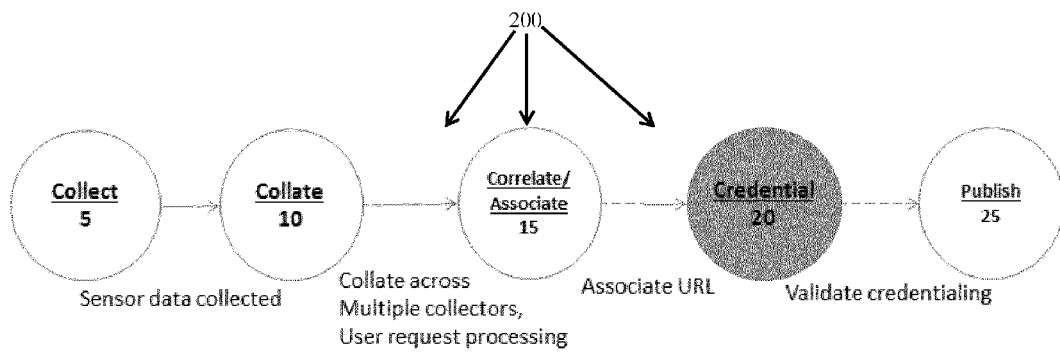 200
Collect
5
Collate
10
Correlate/
Associate
15
Credential
20
Publish
25
Sensor data collected
Collate across
Multiple collectors,
User request processing
Associate URL
Validate credentialing